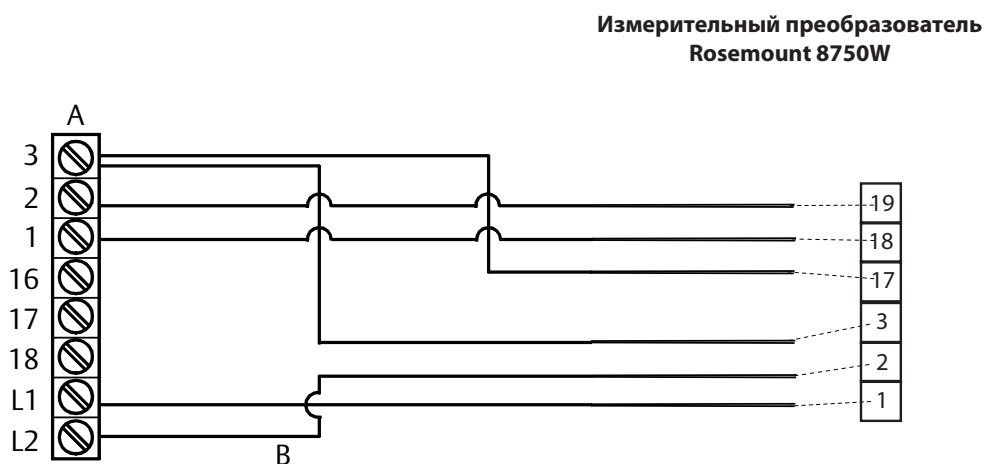 Измерительный преобразователь
Rosemount 8750W
A
3
2
1
16
17
18
L1
L2
B
19
18
17
3
2
1